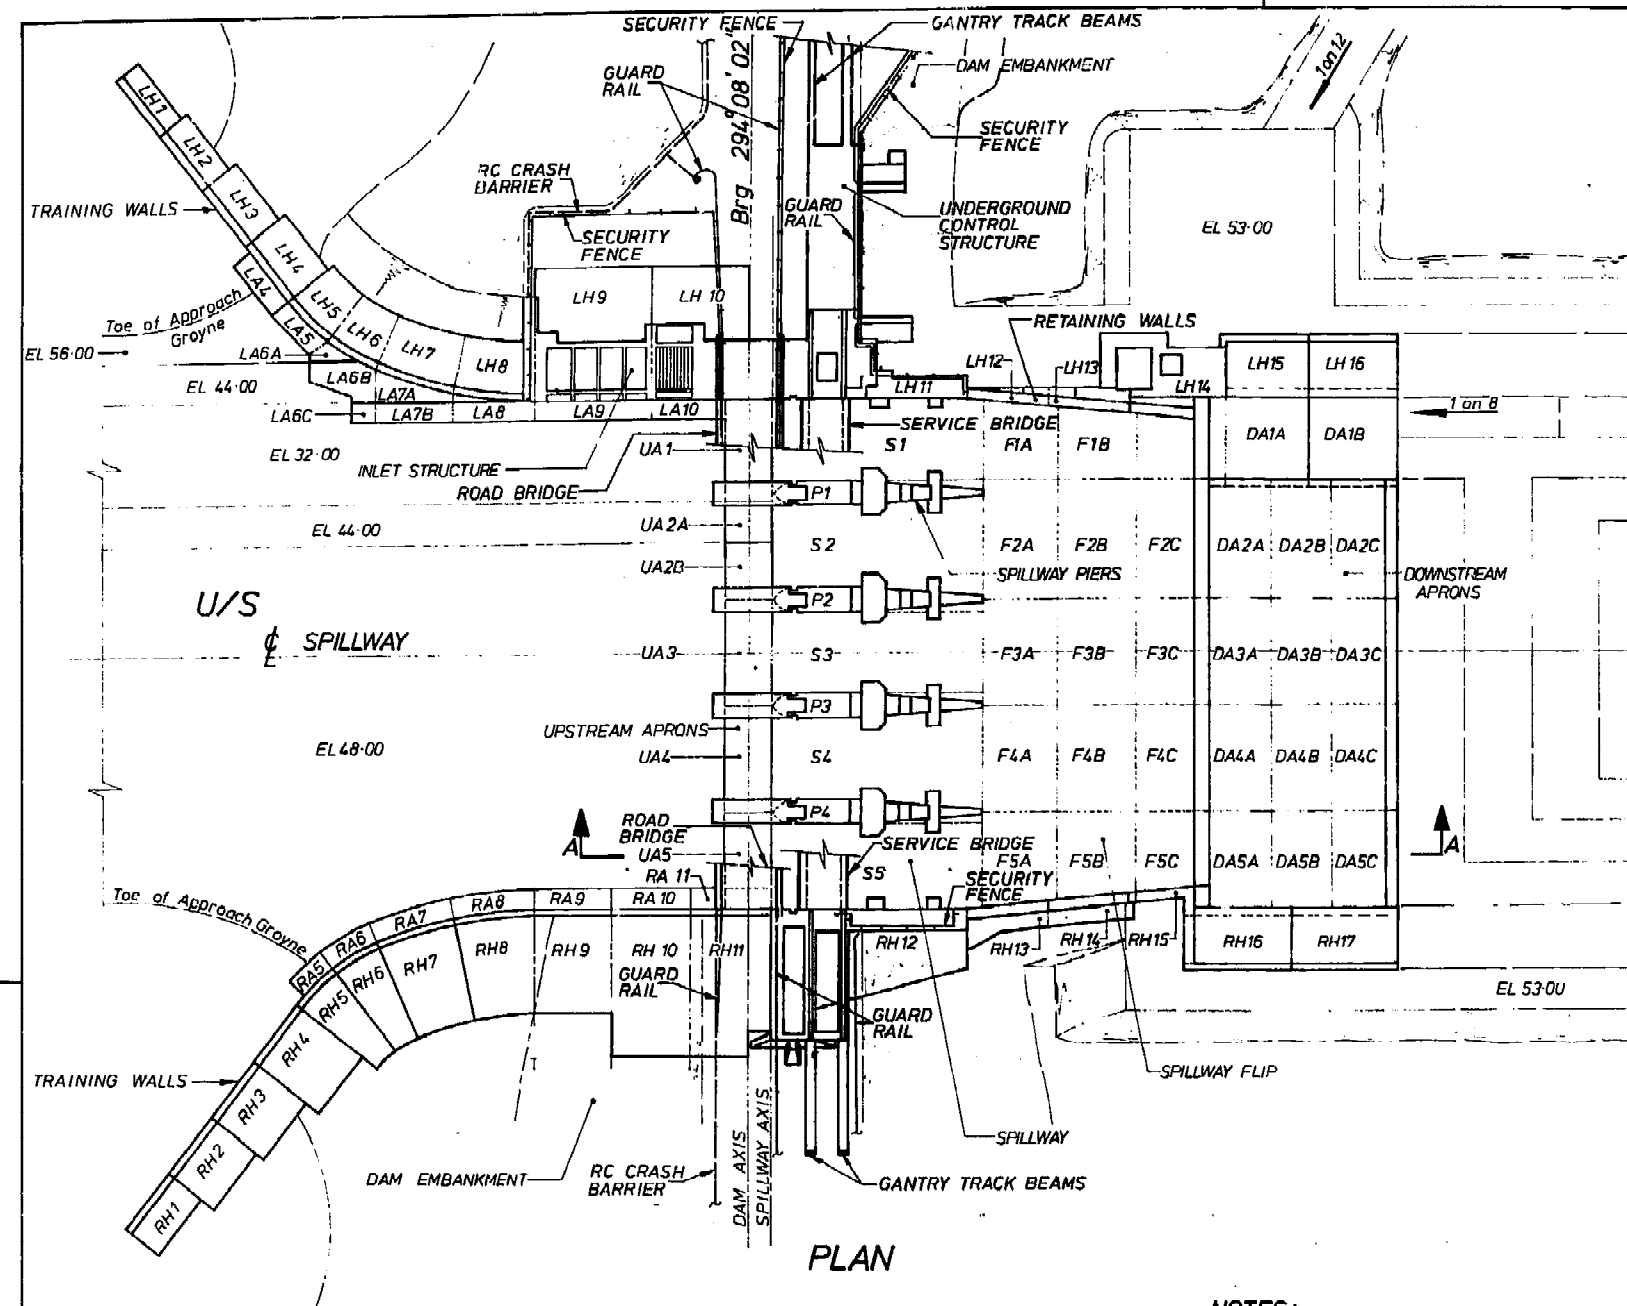 SECURITY FENCE
GANTRY TRACK BEAMS
GUARD
RAIL
Brg 294° 08' 02"
DAM EMBANKMENT
1 on 12
SECURITY
FENCE
RC CRASH
BARRIER
TRAINING WALLS
SECURITY
FENCE
GUARD
RAIL
UNDERGROUND
CONTROL
STRUCTURE
EL 53·00
LH1
LH2
LH3
LH4
LH5
LH6
LH7
LH8
LH9
LH 10
LA4
LA5
Toe of Approach
Groyne
EL 56·00
LA6A
LA6B
EL 44·00
LA7A
LA6C
LA7B
LA8
LA9
LA10
RETAINING WALLS
LH12
LH13
LH11
LH14
LH15
LH 16
1 on 8
EL 32·00
INLET STRUCTURE
ROAD BRIDGE
UA1
SERVICE BRIDGE
S1
F1A
F1B
DA1A
DA1B
P1
EL 44·00
UA2A
S2
F2A
F2B
F2C
DA2A
DA2B
DA2C
UA2B
SPILLWAY PIERS
DOWNSTREAM
APRONS
U/S
P2
℄ SPILLWAY
UA3
S3
F3A
F3B
F3C
DA3A
DA3B
DA3C
P3
UPSTREAM APRONS
EL 48·00
UA4
S4
F4A
F4B
F4C
DA4A
DA4B
DA4C
P4
ROAD
BRIDGE
A
A
SERVICE BRIDGE
UA5
S5
F5A
F5B
F5C
DA5A
DA5B
DA5C
SECURITY
FENCE
Toe of Approach Groyne
RA5
RA6
RA7
RA8
RA9
RA 10
RA 11
RH1
RH2
RH3
RH4
RH5
RH6
RH7
RH8
RH9
RH 10
RH11
RH12
RH13
RH14
RH15
RH16
RH17
GUARD
RAIL
GUARD
RAIL
EL 53·00
TRAINING WALLS
SPILLWAY FLIP
SPILLWAY
DAM EMBANKMENT
RC CRASH
BARRIER
DAM AXIS
SPILLWAY AXIS
GANTRY TRACK BEAMS
PLAN
NOTES: